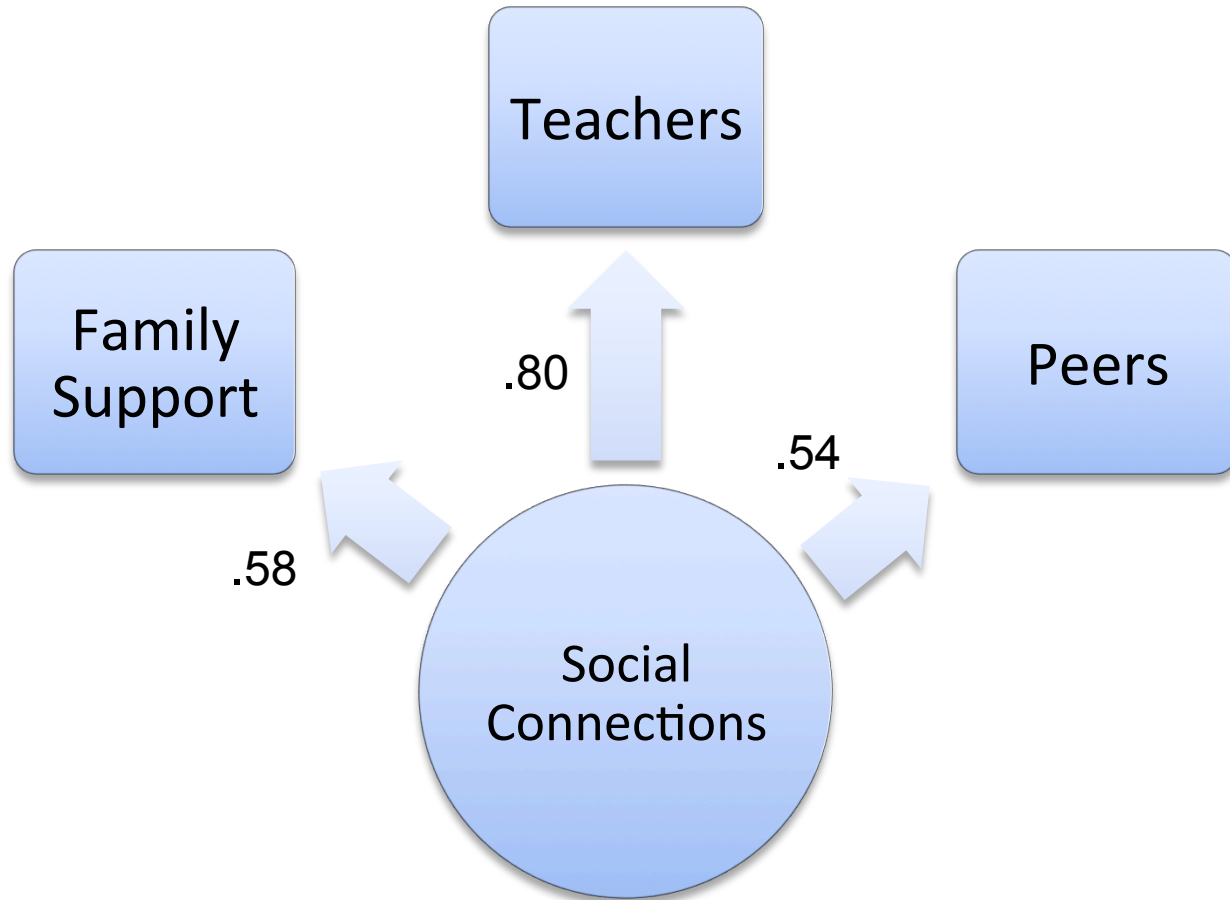 Teachers
Family
Support
.80
Peers
.54
.58
Social
Connections